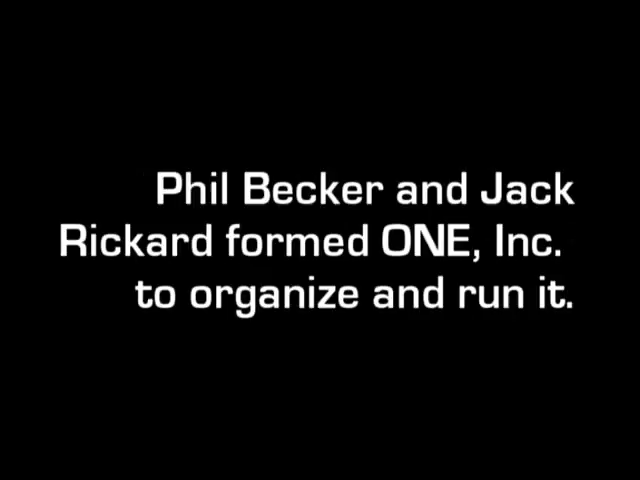 Phil Becker and Jack
Rickard formed ONE, Inc.
to organize and run it.